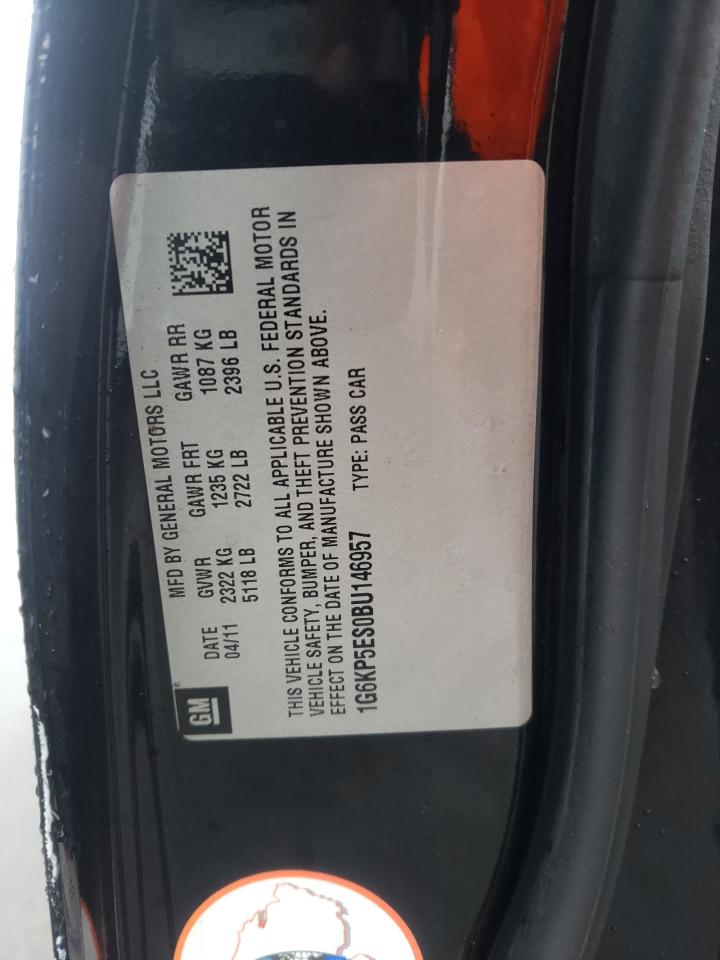 GM
MFD BY GENERAL MOTORS LLC
DATE GVWR GAWR FRT GAWR RR
04/11 2322 KG 1235 KG 1087 KG
5118 LB 2722 LB 2396 LB
THIS VEHICLE CONFORMS TO ALL APPLICABLE U.S. FEDERAL MOTOR
VEHICLE SAFETY, BUMPER, AND THEFT PREVENTION STANDARDS IN
EFFECT ON THE DATE OF MANUFACTURE SHOWN ABOVE.
1G6KP5ES0BU146957 TYPE: PASS CAR